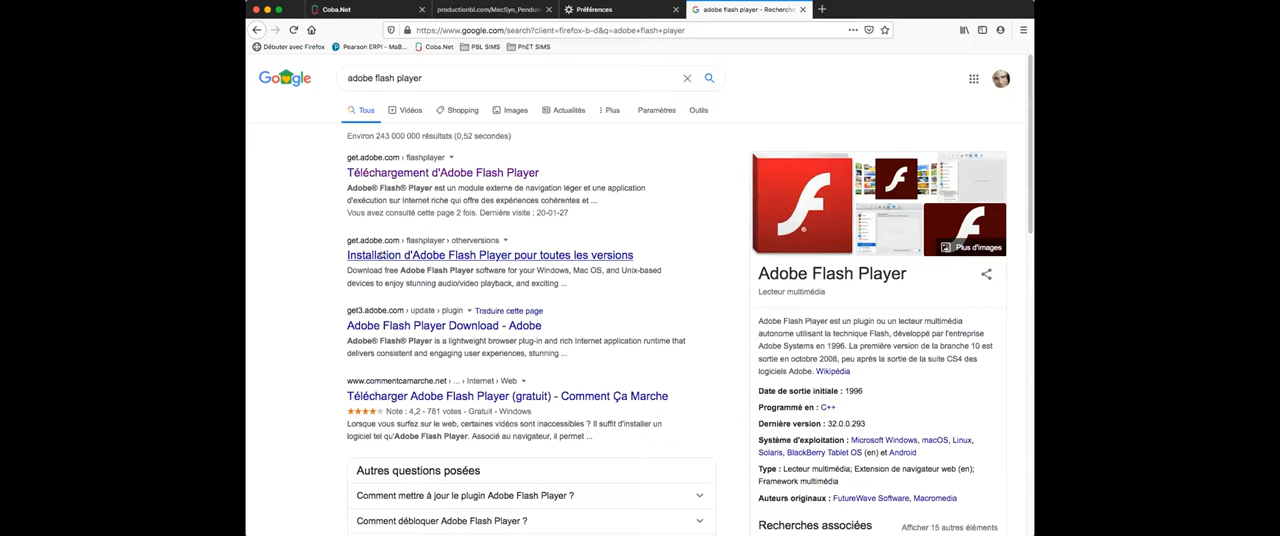 Coba.Net
productionbl.com/MecSyn_Pendule
Préférences
adobe flash player - Recherche
https://www.google.com/search?client=firefox-b-d&q=adobe+flash+player
Débuter avec Firefox
Pearson ERPI - MaB...
Coba.Net
PBL SIMS
PhET SIMS
Google
adobe flash player
Tous
Vidéos
Shopping
Images
Actualités
Plus
Paramètres
Outils
Environ 243 000 000 résultats (0,52 secondes)
get.adobe.com › flashplayer
Téléchargement d'Adobe Flash Player
Adobe® Flash® Player est un module externe de navigation léger et une application
d'exécution sur Internet riche qui offre des expériences cohérentes et ...
Vous avez consulté cette page 2 fois. Dernière visite : 20-01-27
get.adobe.com › flashplayer › otherversions
Installation d'Adobe Flash Player pour toutes les versions
Download free Adobe Flash Player software for your Windows, Mac OS, and Unix-based
devices to enjoy stunning audio/video playback, and exciting ...
get3.adobe.com › update › plugin
Traduire cette page
Adobe Flash Player Download - Adobe
Adobe® Flash® Player is a lightweight browser plug-in and rich Internet application runtime that
delivers consistent and engaging user experiences, stunning ...
www.commentcamarche.net › ... › Internet › Web
Télécharger Adobe Flash Player (gratuit) - Comment Ça Marche
Note : 4,2 - 781 votes - Gratuit - Windows
Lorsque vous surfez sur le web, certaines vidéos sont inaccessibles ? Il suffit d'installer un
logiciel tel qu'Adobe Flash Player. Associé au navigateur, il permet ...
Autres questions posées
Comment mettre à jour le plugin Adobe Flash Player ?
Comment débloquer Adobe Flash Player ?
Plus d'images
Adobe Flash Player
Lecteur multimédia
Adobe Flash Player est un plugin ou un lecteur multimédia
autonome utilisant la technique Flash, développé par l'entreprise
Adobe Systems en 1996. La première version de la branche 10 est
sortie en octobre 2008, peu après la sortie de la suite CS4 des
logiciels Adobe. Wikipédia
Date de sortie initiale : 1996
Programmé en : C++
Dernière version : 32.0.0.293
Système d'exploitation : Microsoft Windows, macOS, Linux,
Solaris, BlackBerry Tablet OS (en) et Android
Type : Lecteur multimédia; Extension de navigateur web (en);
Framework multimédia
Auteurs originaux : FutureWave Software, Macromedia
Recherches associées
Afficher 15 autres éléments